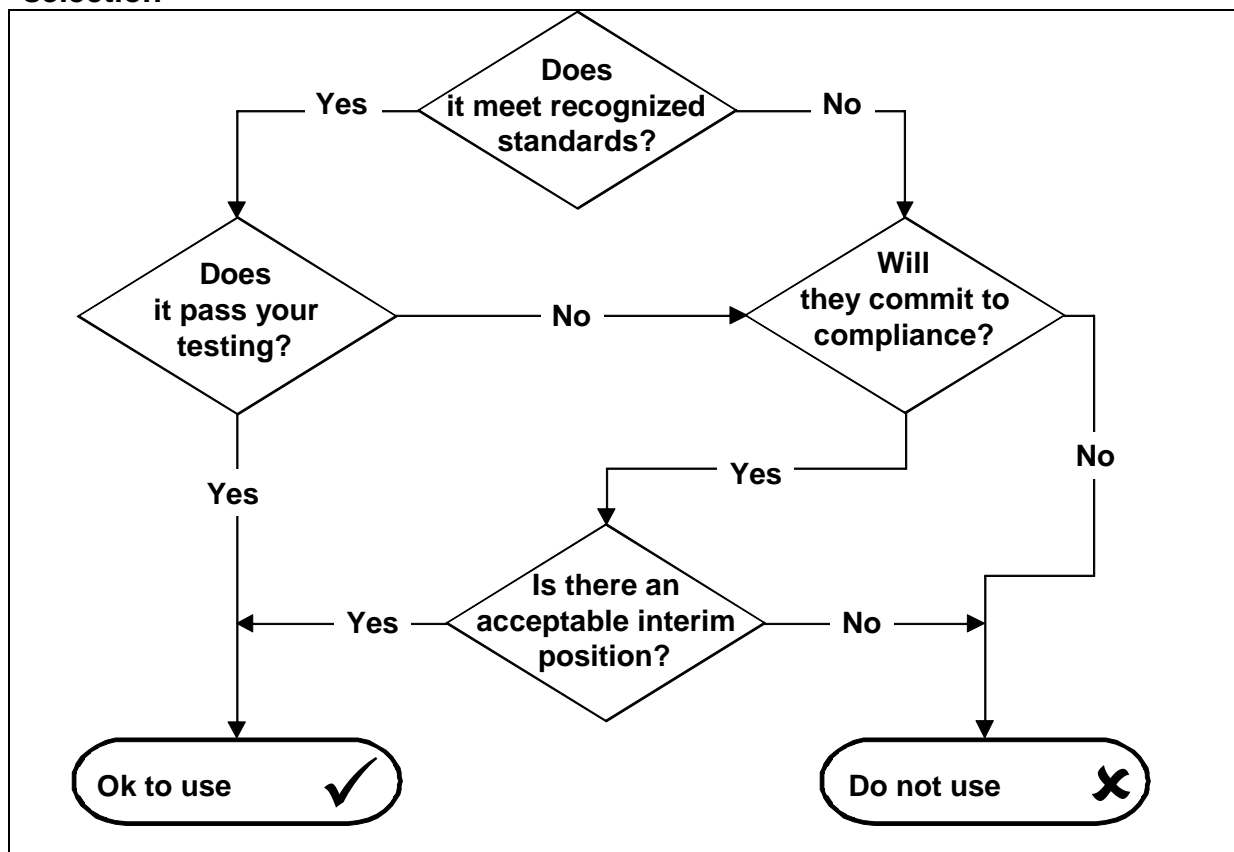 Does
it meet recognized
standards?
Yes
No
Does
it pass your
testing?
No
Will
they commit to
compliance?
Yes
Yes
No
Is there an
acceptable interim
position?
Yes
No
Ok to use
Do not use